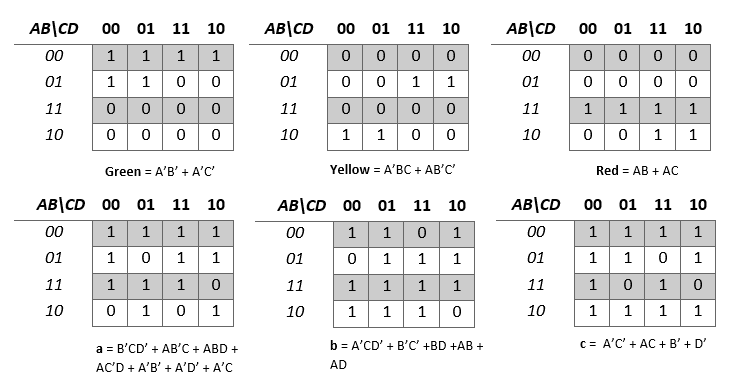 AB\CD 00 01 11 10 AB\CD 00 01 11 10 AB\CD 00 01 11 10
00 1 1 1 1 00 0 0 0 0 00 0 0 0 0
01 1 1 0 0 01 0 0 1 1 01 0 0 0 0
11 0 0 0 0 11 0 0 0 0 11 1 1 1 1
10 0 0 0 0 10 1 1 0 0 10 0 0 1 1
Green = A'B' + A'C' Yellow = A'BC + AB'C' Red = AB + AC
AB\CD 00 01 11 10 AB\CD 00 01 11 10 AB\CD 00 01 11 10
00 1 1 1 1 00 1 1 0 1 00 1 1 1 1
01 1 0 1 1 01 0 1 1 1 01 1 1 0 1
11 1 1 1 0 11 1 1 1 1 11 1 0 1 0
10 0 1 0 1 10 1 1 1 0 10 1 1 1 1
a = B'CD' + AB'C + ABD +
AC'D + A'B' + A'D' + A'C
b = A'CD' + B'C' +BD +AB +
AD
c = A'C' + AC + B' + D'